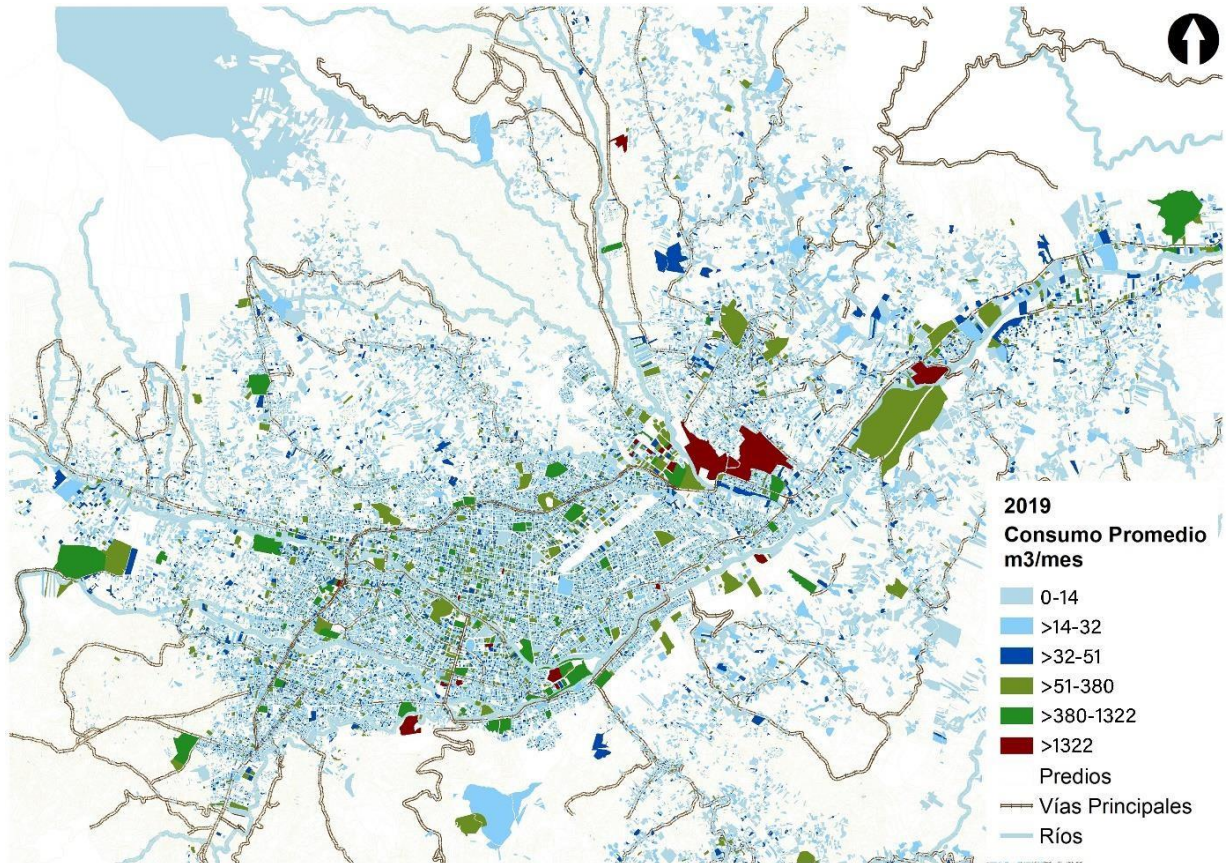 2019
Consumo Promedio
m3/mes
0-14
>14-32
>32-51
>51-380
>380-1322
>1322
Predios
Vías Principales
Ríos